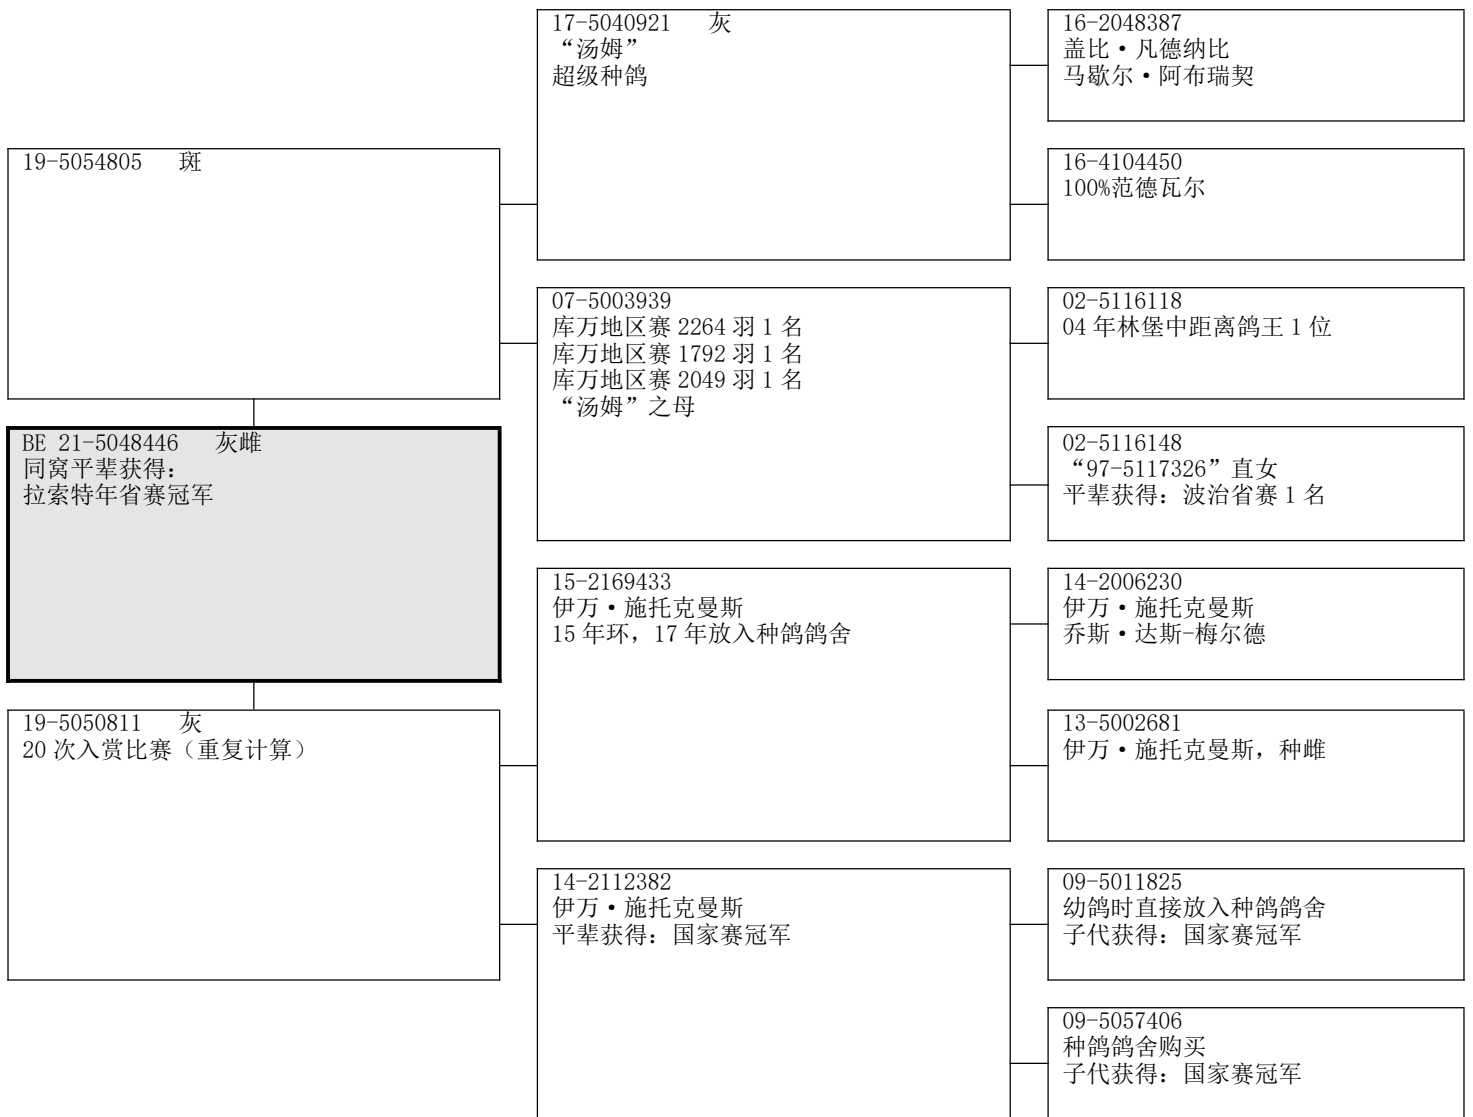 17-5040921 灰
“汤姆”
超级种鸽
16-2048387
盖比·凡德纳比
马歇尔·阿布瑞契
19-5054805 斑
16-4104450
100%范德瓦尔
07-5003939
库万地区赛 2264 羽 1 名
库万地区赛 1792 羽 1 名
库万地区赛 2049 羽 1 名
“汤姆”之母
02-5116118
04 年林堡中距离鸽王 1 位
BE 21-5048446 灰雌
同窝平辈获得：
拉索特年省赛冠军
02-5116148
“97-5117326”直女
平辈获得：波治省赛 1 名
15-2169433
伊万·施托克曼斯
15 年环，17 年放入种鸽鸽舍
14-2006230
伊万·施托克曼斯
乔斯·达斯-梅尔德
19-5050811 灰
20 次入赏比赛（重复计算）
13-5002681
伊万·施托克曼斯，种雌
14-2112382
伊万·施托克曼斯
平辈获得：国家赛冠军
09-5011825
幼鸽时直接放入种鸽鸽舍
子代获得：国家赛冠军
09-5057406
种鸽鸽舍购买
子代获得：国家赛冠军